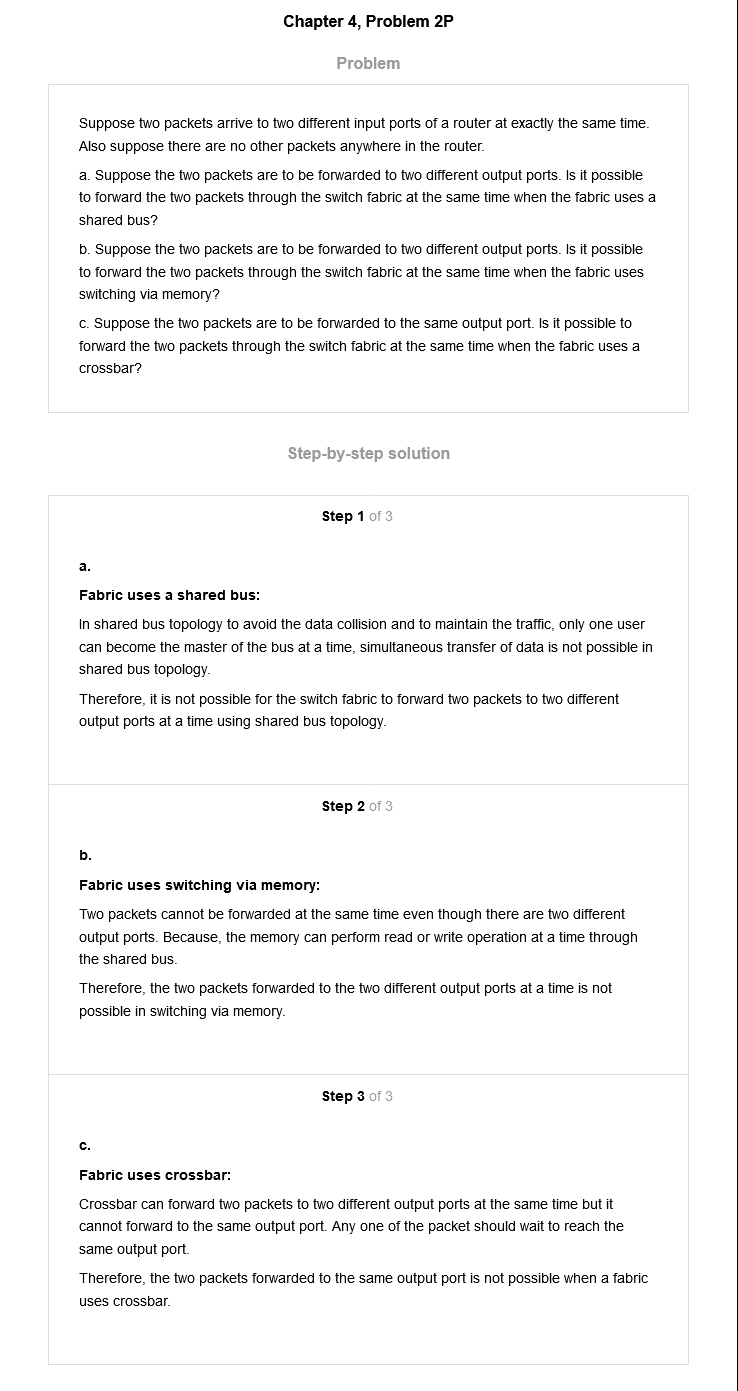 Chapter 4, Problem 2P
Problem
Suppose two packets arrive to two different input ports of a router at exactly the same time.
Also suppose there are no other packets anywhere in the router.
a. Suppose the two packets are to be forwarded to two different output ports. Is it possible
to forward the two packets through the switch fabric at the same time when the fabric uses a
shared bus?
b. Suppose the two packets are to be forwarded to two different output ports. Is it possible
to forward the two packets through the switch fabric at the same time when the fabric uses
switching via memory?
c. Suppose the two packets are to be forwarded to the same output port. Is it possible to
forward the two packets through the switch fabric at the same time when the fabric uses a
crossbar?
Step-by-step solution
Step 1 of 3
a.
Fabric uses a shared bus:
In shared bus topology to avoid the data collision and to maintain the traffic, only one user
can become the master of the bus at a time, simultaneous transfer of data is not possible in
shared bus topology.
Therefore, it is not possible for the switch fabric to forward two packets to two different
output ports at a time using shared bus topology.
Step 2 of 3
b.
Fabric uses switching via memory:
Two packets cannot be forwarded at the same time even though there are two different
output ports. Because, the memory can perform read or write operation at a time through
the shared bus.
Therefore, the two packets forwarded to the two different output ports at a time is not
possible in switching via memory.
Step 3 of 3
c.
Fabric uses crossbar:
Crossbar can forward two packets to two different output ports at the same time but it
cannot forward to the same output port. Any one of the packet should wait to reach the
same output port.
Therefore, the two packets forwarded to the same output port is not possible when a fabric
uses crossbar.